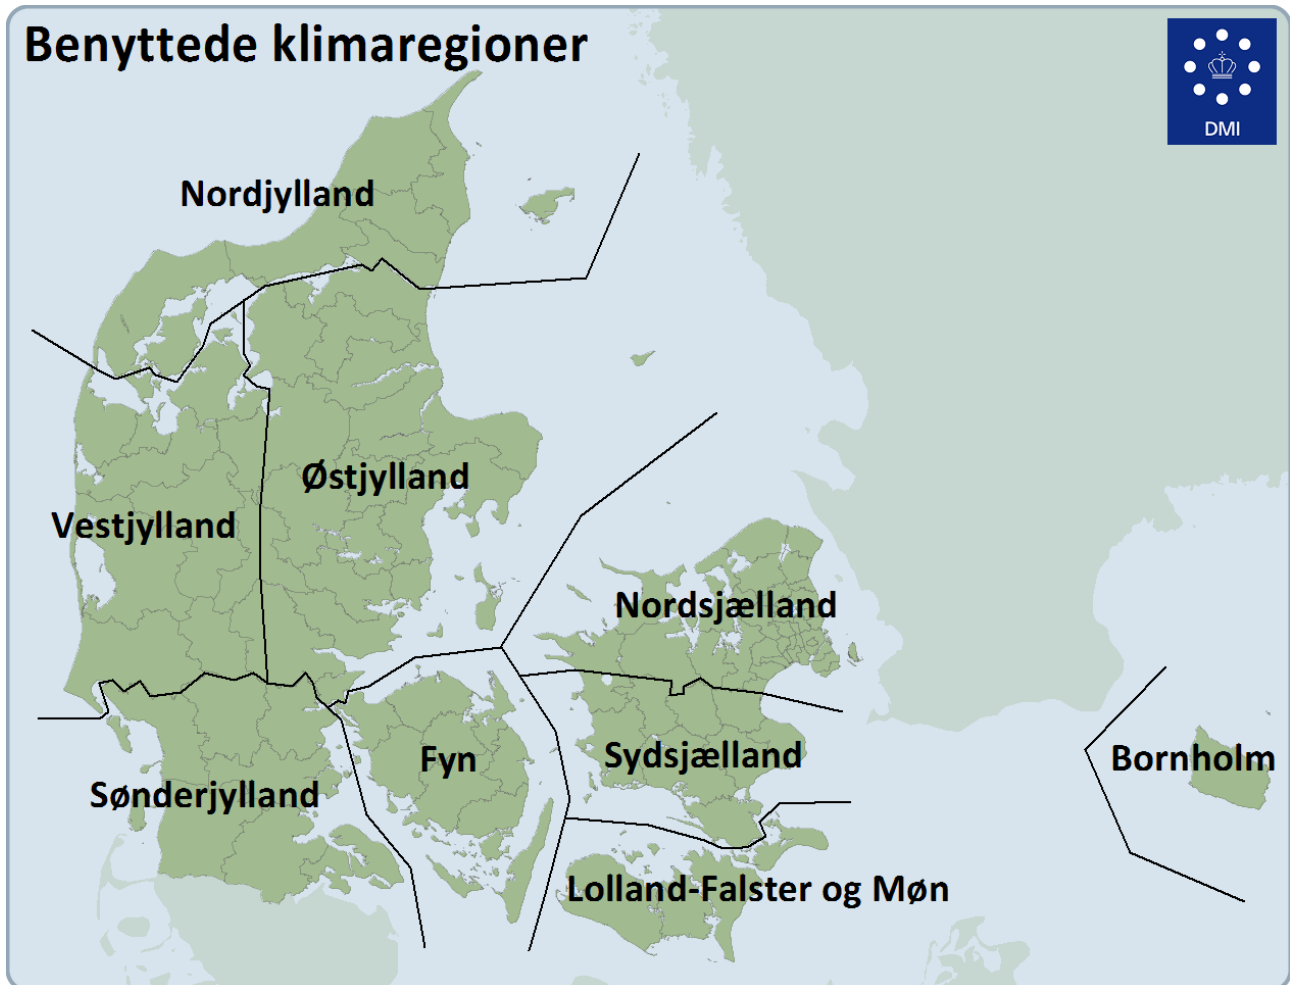 Benyttede klimaregioner
DMI
Nordjylland
Østjylland
Vestjylland
Nordsjælland
Fyn
Sydsjælland
Bornholm
Sønderjylland
Lolland-Falster og Møn